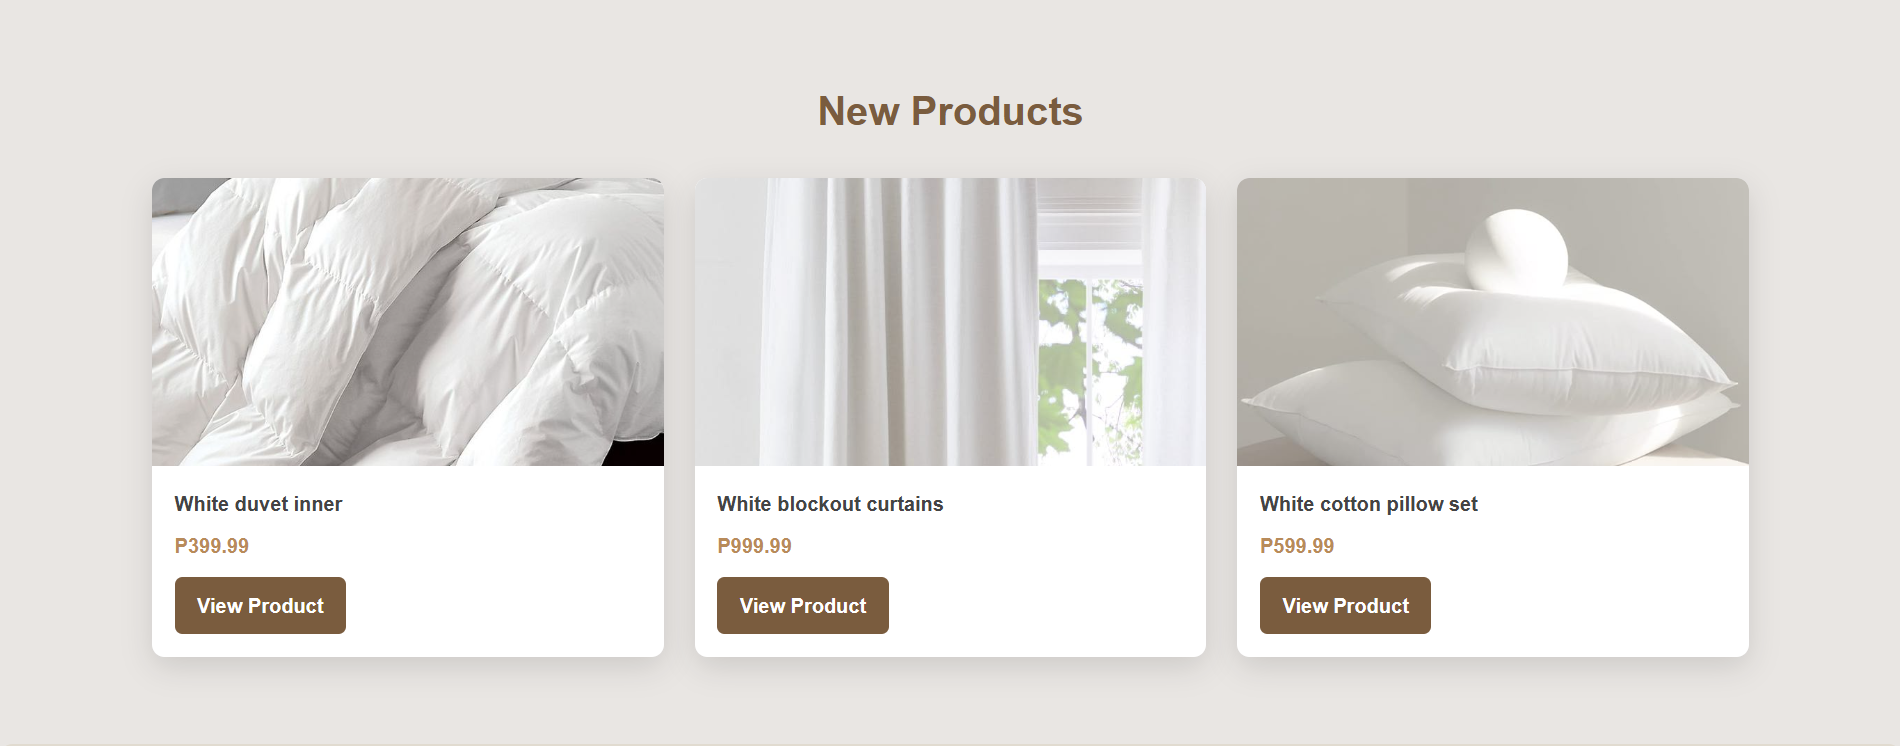 New Products
White duvet inner
P399.99
View Product
White blockout curtains
P999.99
View Product
White cotton pillow set
P599.99
View Product